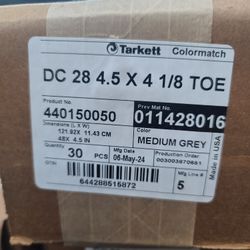 Tarkett Colormatch
DC 28 4.5 X 4 1/8 TOE
Product No. Prev Mat No.
440150050 011428016
Dimensions (L x W) Color
121.92X 11.43 CM MEDIUM GREY
48X 4.5 IN
Quantity Mfg Date Production Order
30 PCS 06-May-24 000003870651
Mfg Line #
5
644288515872
Made in USA